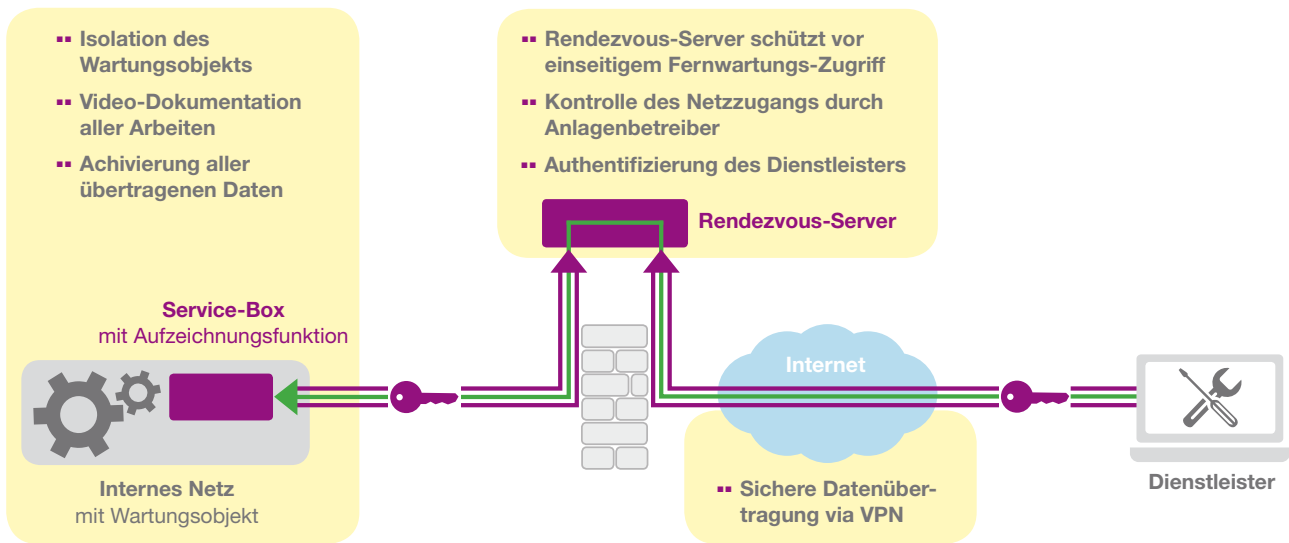 ▪▪ Isolation des
Wartungsobjekts
▪▪ Video-Dokumentation
aller Arbeiten
▪▪ Achivierung aller
übertragenen Daten
▪▪ Rendezvous-Server schützt vor
einseitigem Fernwartungs-Zugriff
▪▪ Kontrolle des Netzzugangs durch
Anlagenbetreiber
▪▪ Authentifizierung des Dienstleisters
Rendezvous-Server
Service-Box
mit Aufzeichnungsfunktion
Internet
Internes Netz
mit Wartungsobjekt
▪▪ Sichere Datenüber-
tragung via VPN
Dienstleister